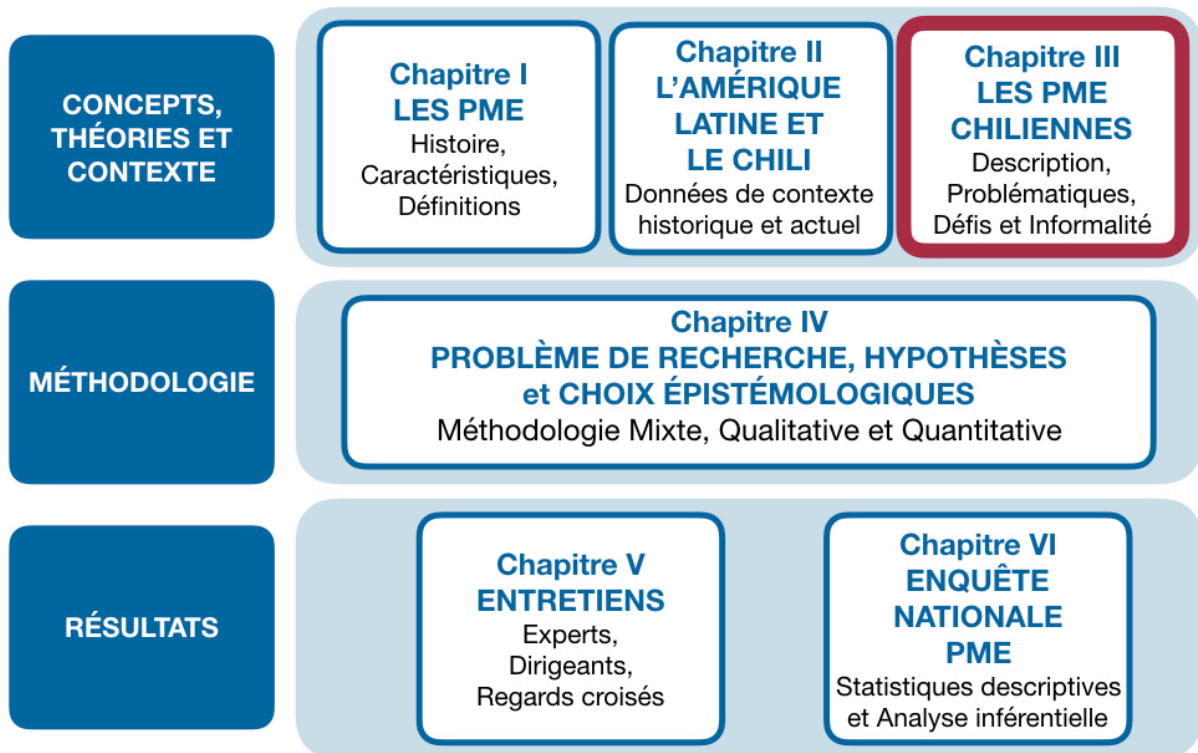 CONCEPTS,
THÉORIES ET
CONTEXTE
Chapitre I
LES PME
Histoire,
Caractéristiques,
Définitions
Chapitre II
L'AMÉRIQUE
LATINE ET
LE CHILI
Données de contexte
historique et actuel
Chapitre III
LES PME
CHILIENNES
Description,
Problématiques,
Défis et Informalité
MÉTHODOLOGIE
Chapitre IV
PROBLÈME DE RECHERCHE, HYPOTHÈSES
et CHOIX ÉPISTÉMOLOGIQUES
Méthodologie Mixte, Qualitative et Quantitative
RÉSULTATS
Chapitre V
ENTRETIENS
Experts,
Dirigeants,
Regards croisés
Chapitre VI
ENQUÊTE
NATIONALE
PME
Statistiques descriptives
et Analyse inférentielle